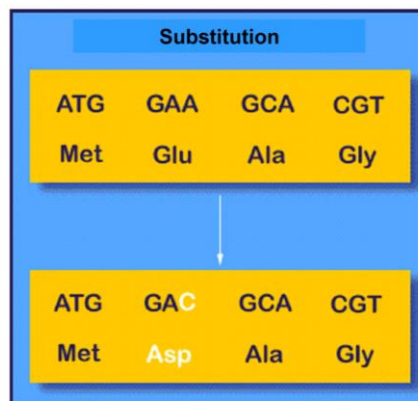 Substitution
ATG GAA GCA CGT
Met Glu Ala Gly
ATG GAC GCA CGT
Met Asp Ala Gly